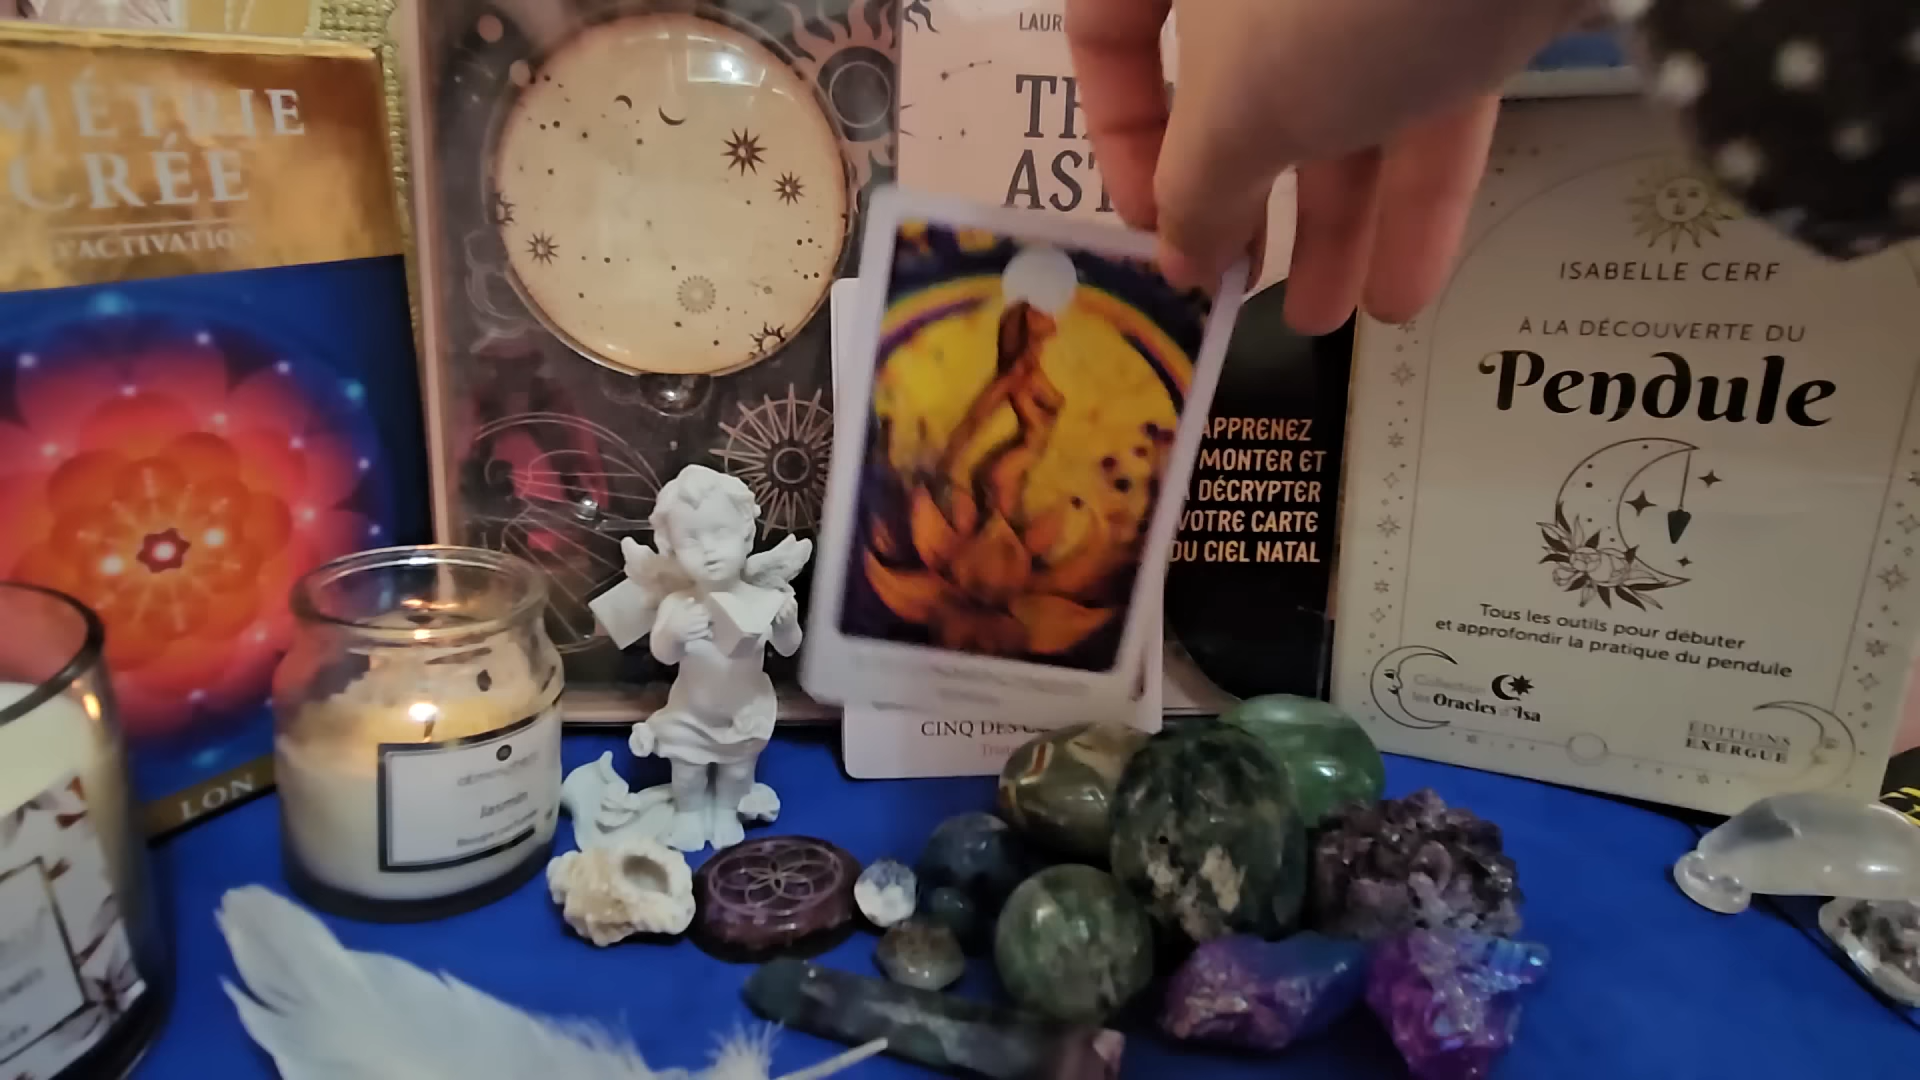 MÉTRIE
CRÉE
D'ACTIVATION
LON
LAUR
TH
AST
APPRENEZ
MONTER ET
À DÉCRYPTER
VOTRE CARTE
DU CIEL NATAL
CINQ DES
ISABELLE CERF
À LA DÉCOUVERTE DU
Pendule
Tous les outils pour débuter
et approfondir la pratique du pendule
Collection
les Oracles d'Isa
EDITIONS
EXERGUE
Jasmin